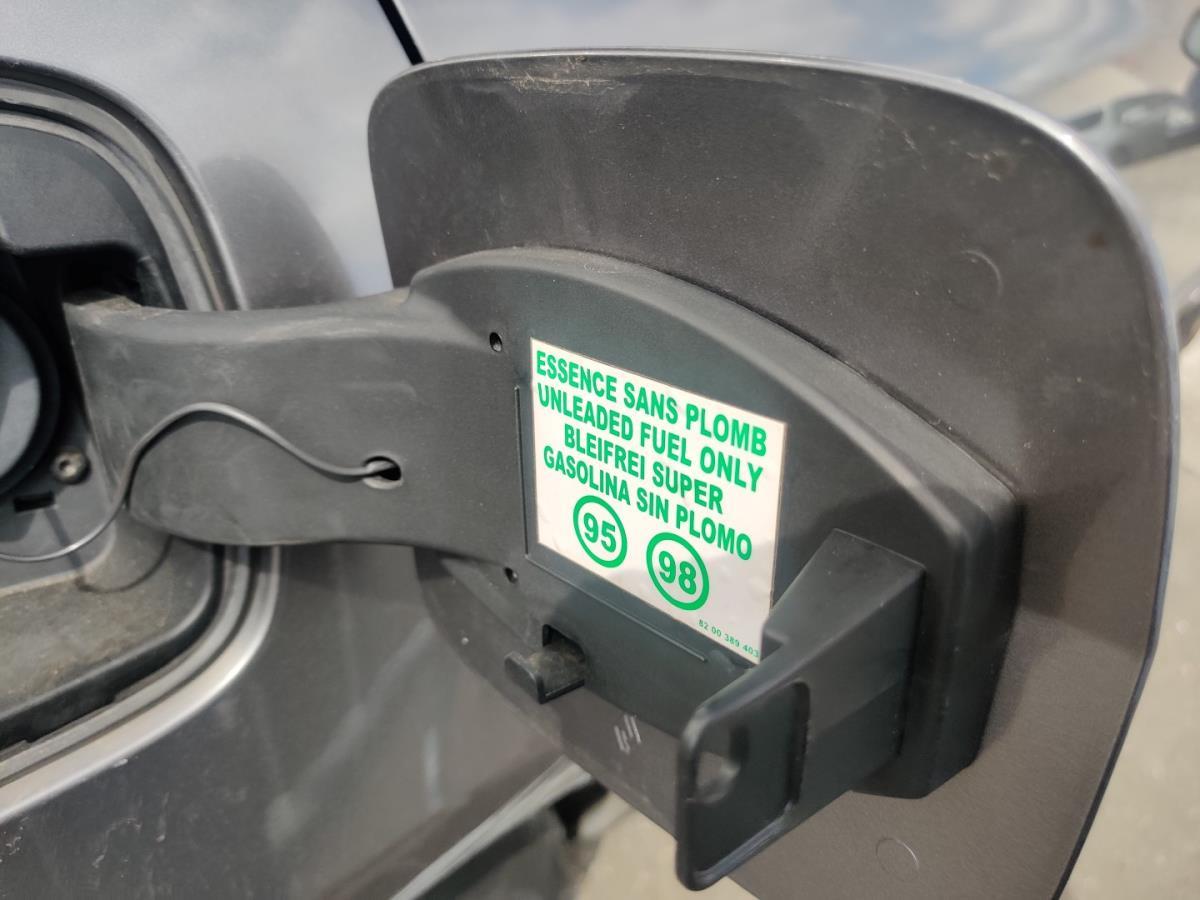 ESSENCE SANS PLOMB
UNLEADED FUEL ONLY
BLEIFREI SUPER
GASOLINA SIN PLOMO
95 98
82 00 389 403